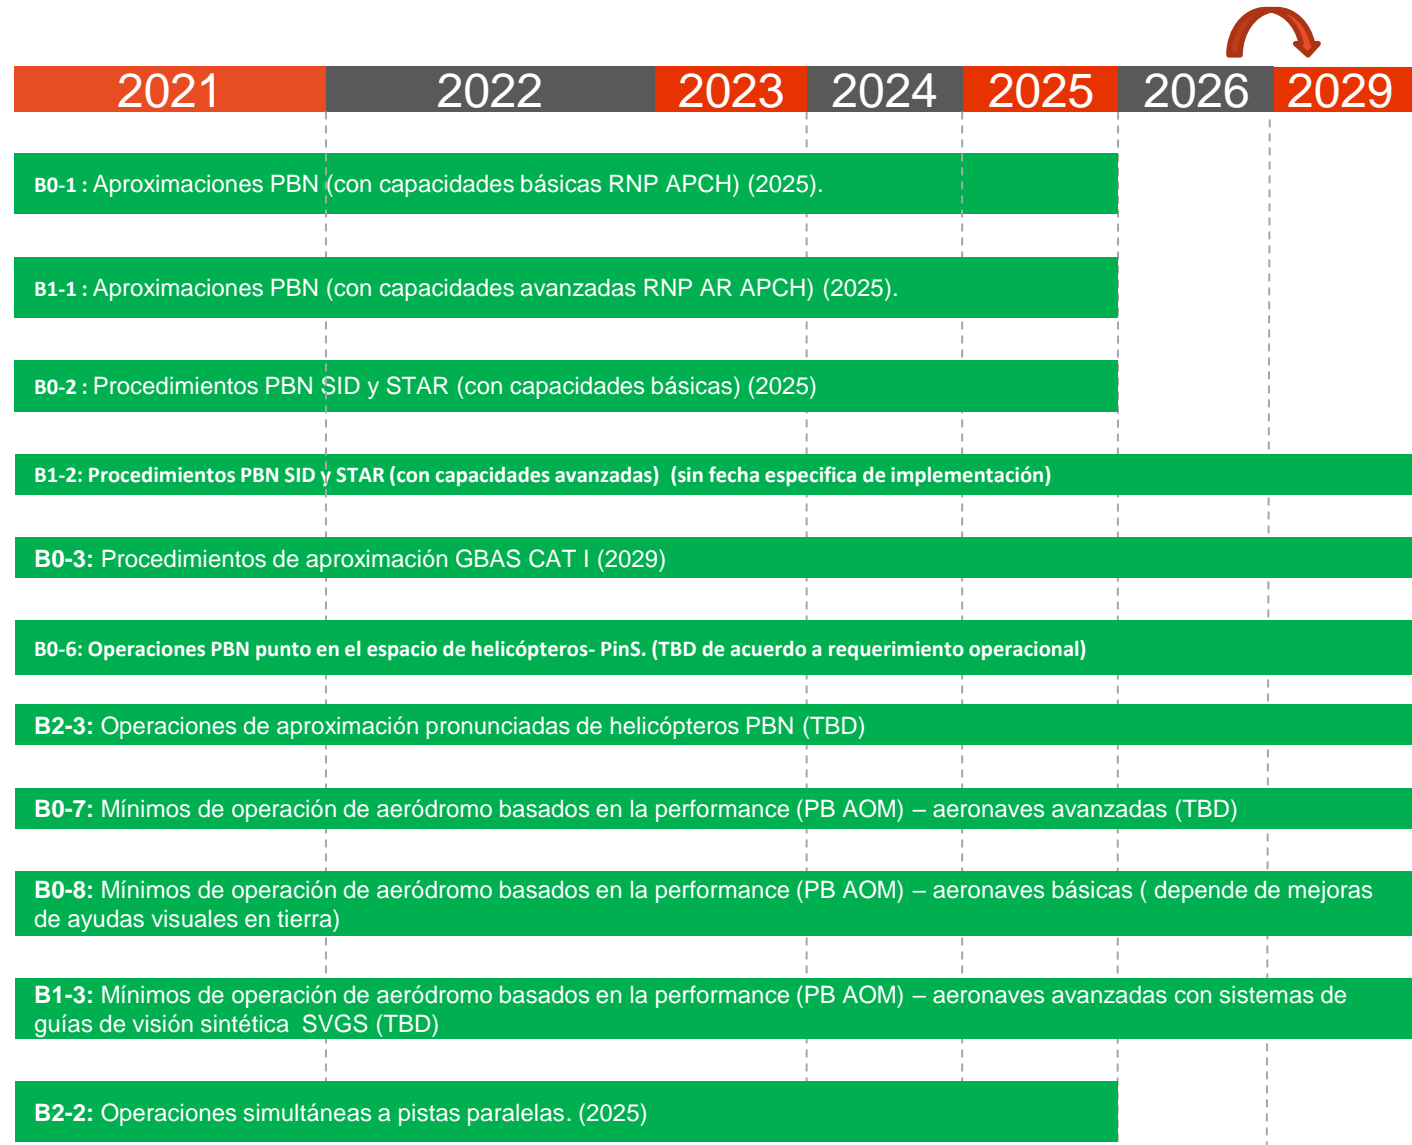 2021 2022 2023 2024 2025 2026 2029
B0-1 : Aproximaciones PBN (con capacidades básicas RNP APCH) (2025).
B1-1 : Aproximaciones PBN (con capacidades avanzadas RNP AR APCH) (2025).
B0-2 : Procedimientos PBN SID y STAR (con capacidades básicas) (2025)
B1-2: Procedimientos PBN SID y STAR (con capacidades avanzadas) (sin fecha especifica de implementación)
B0-3: Procedimientos de aproximación GBAS CAT I (2029)
B0-6: Operaciones PBN punto en el espacio de helicópteros- PinS. (TBD de acuerdo a requerimiento operacional)
B2-3: Operaciones de aproximación pronunciadas de helicópteros PBN (TBD)
B0-7: Mínimos de operación de aeródromo basados en la performance (PB AOM) – aeronaves avanzadas (TBD)
B0-8: Mínimos de operación de aeródromo basados en la performance (PB AOM) – aeronaves básicas ( depende de mejoras
de ayudas visuales en tierra)
B1-3: Mínimos de operación de aeródromo basados en la performance (PB AOM) – aeronaves avanzadas con sistemas de
guías de visión sintética SVGS (TBD)
B2-2: Operaciones simultáneas a pistas paralelas. (2025)